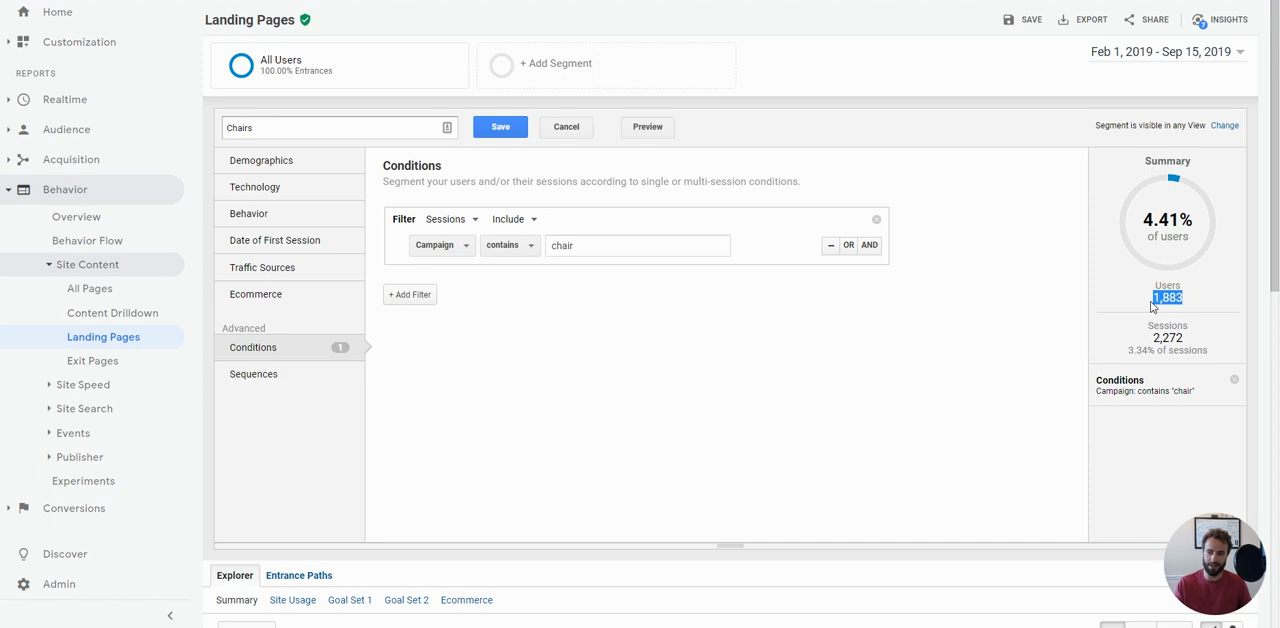 Home
Customization
REPORTS
Realtime
Audience
Acquisition
Behavior
Overview
Behavior Flow
Site Content
All Pages
Content Drilldown
Landing Pages
Exit Pages
Site Speed
Site Search
Events
Publisher
Experiments
Conversions
Discover
Admin
Landing Pages
SAVE
EXPORT
SHARE
INSIGHTS
All Users
100.00% Entrances
+ Add Segment
Feb 1, 2019 - Sep 15, 2019
Chairs
Save
Cancel
Preview
Segment is visible in any View Change
Demographics
Technology
Behavior
Date of First Session
Traffic Sources
Ecommerce
Advanced
Conditions 1
Sequences
Conditions
Segment your users and/or their sessions according to single or multi-session conditions.
Filter Sessions Include
Campaign contains chair
– OR AND
+ Add Filter
Summary
4.41%
of users
Users
1,883
Sessions
2,272
3.34% of sessions
Conditions
Campaign: contains "chair"
Explorer Entrance Paths
Summary Site Usage Goal Set 1 Goal Set 2 Ecommerce